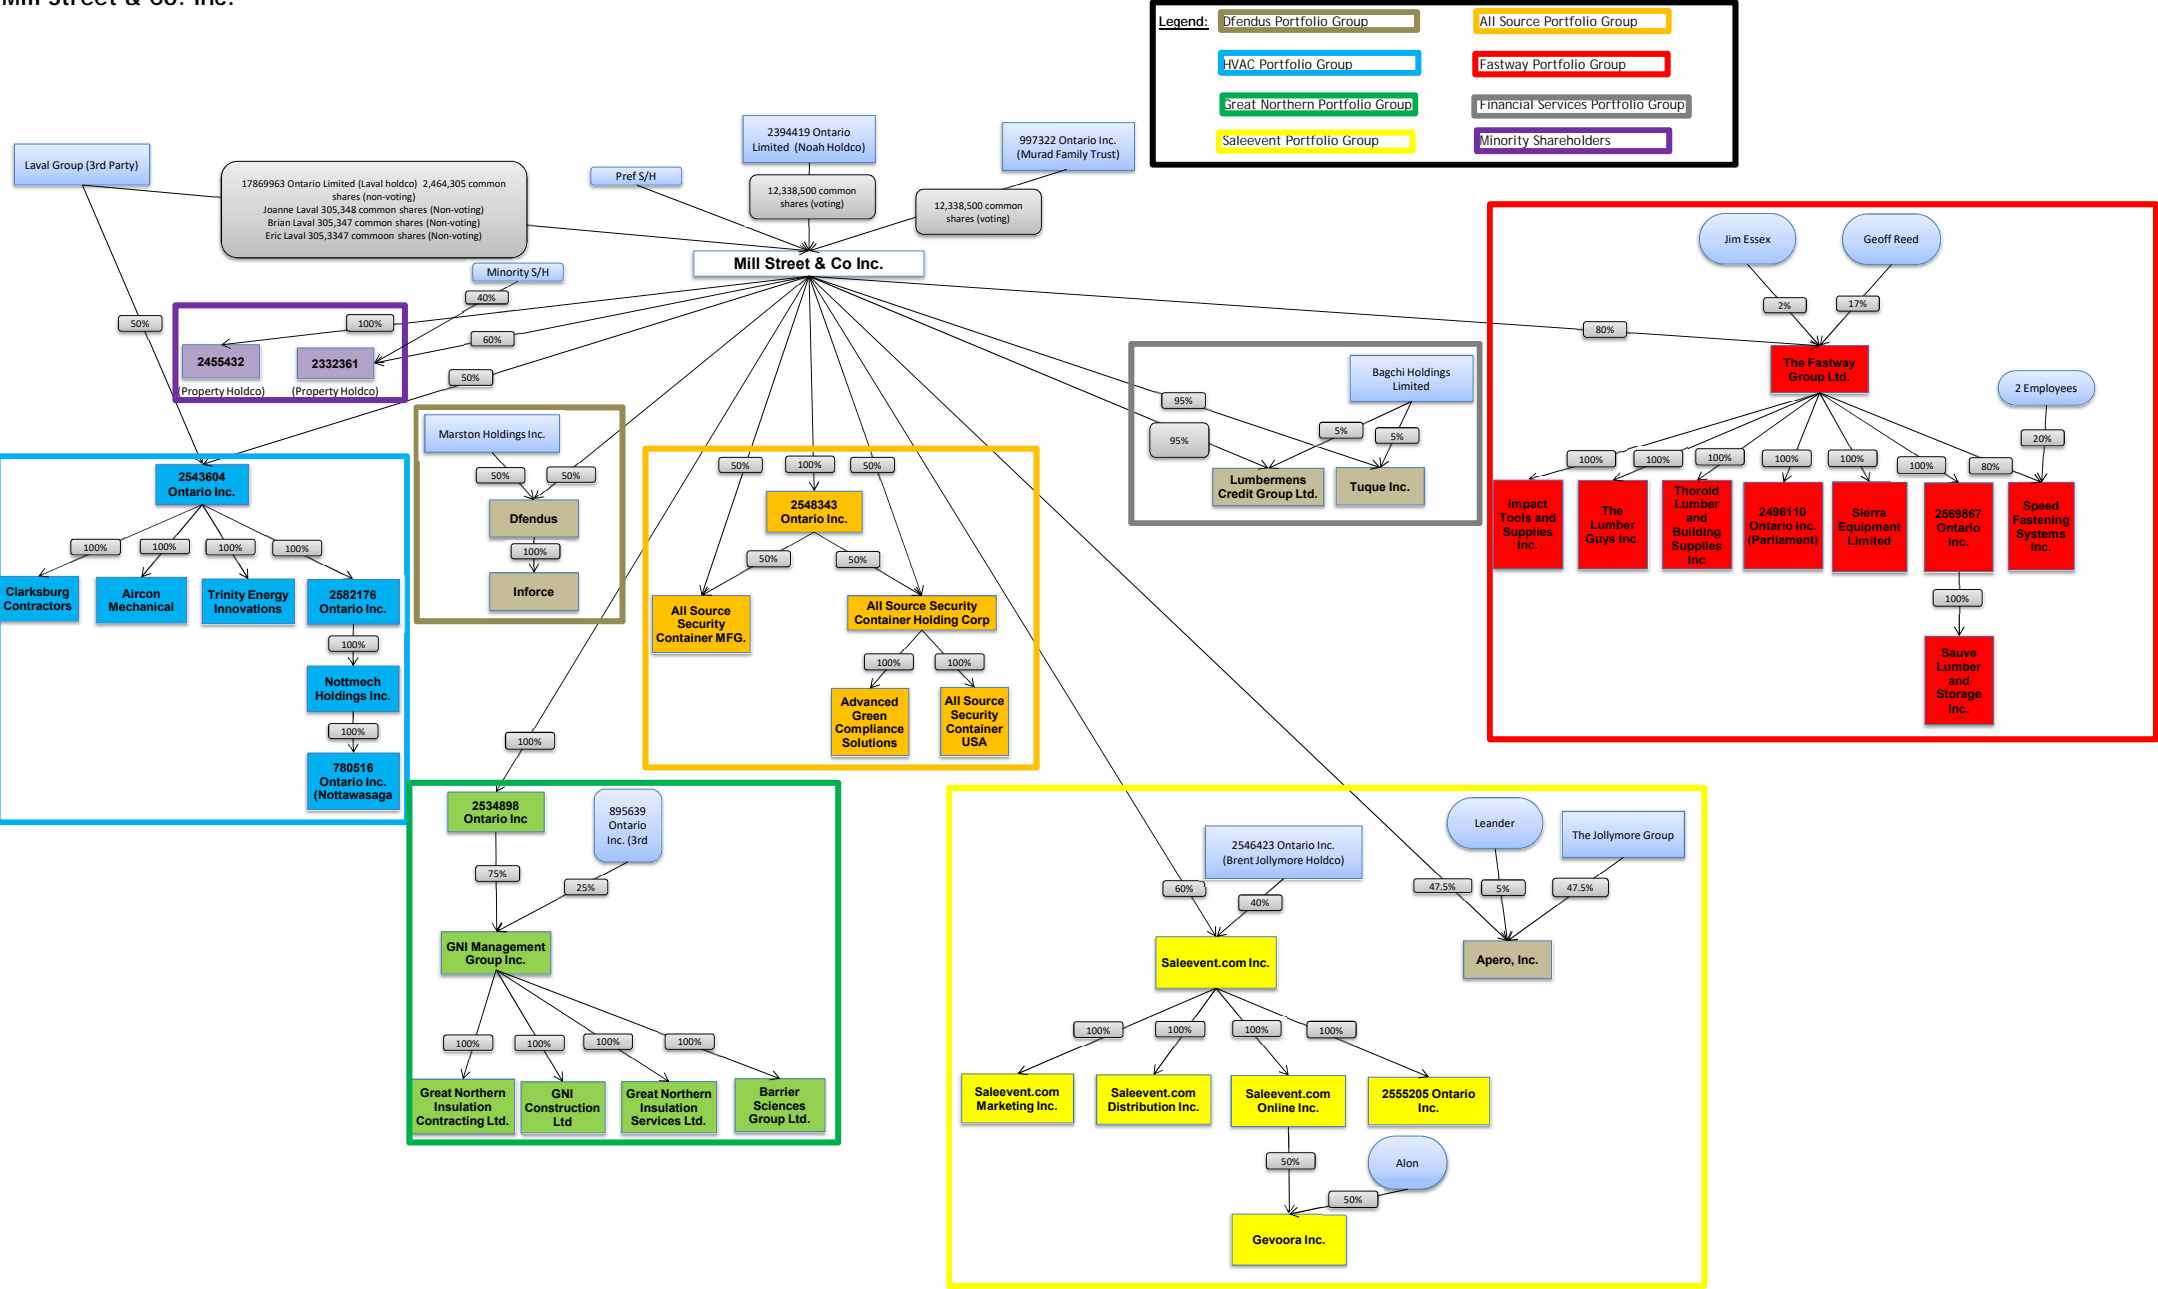 Mill Street & Co. Inc.
Legend:
Dfendus Portfolio Group
All Source Portfolio Group
HVAC Portfolio Group
Fastway Portfolio Group
Great Northern Portfolio Group
Financial Services Portfolio Group
Saleevent Portfolio Group
Minority Shareholders
Laval Group (3rd Party)
17869963 Ontario Limited (Laval holdco)  2,464,305 common
shares (non-voting)
Joanne Laval 305,348 common shares (Non-voting)
Brian Laval 305,347 common shares (Non-voting)
Eric Laval 305,3347 commoon shares (Non-voting)
Pref S/H
2394419 Ontario
Limited  (Noah Holdco)
12,338,500 common
shares (voting)
997322 Ontario Inc.
(Murad Family Trust)
12,338,500 common
shares (voting)
Mill Street & Co Inc.
Minority S/H
40%
50%
100%
60%
50%
2455432
(Property Holdco)
2332361
(Property Holdco)
2543604
Ontario Inc.
100%
100%
100%
100%
Clarksburg
Contractors
Aircon
Mechanical
Trinity Energy
Innovations
2582176
Ontario Inc.
100%
Nottmech
Holdings Inc.
100%
780516
Ontario Inc.
(Nottawasaga
Marston Holdings Inc.
50%
50%
Dfendus
100%
Inforce
50%
100%
50%
2548343
Ontario Inc.
50%
50%
All Source
Security
Container MFG.
All Source Security
Container Holding Corp
100%
100%
Advanced
Green
Compliance
Solutions
All Source
Security
Container
USA
Bagchi Holdings
Limited
95%
95%
5%
5%
Lumbermens
Credit Group Ltd.
Tuque Inc.
Jim Essex
Geoff Reed
2%
17%
80%
The Fastway
Group Ltd.
2 Employees
20%
100%
100%
100%
100%
100%
100%
80%
Impact
Tools and
Supplies
Inc.
The
Lumber
Guys Inc.
Thorold
Lumber
and
Building
Supplies
Inc
2496110
Ontario Inc.
(Parliament)
Sierra
Equipment
Limited
2569867
Ontario
Inc.
Speed
Fastening
Systems
Inc.
100%
Sauve
Lumber
and
Storage
Inc.
100%
2534898
Ontario Inc
895639
Ontario
Inc. (3rd
75%
25%
GNI Management
Group Inc.
100%
100%
100%
100%
Great Northern
Insulation
Contracting Ltd.
GNI
Construction
Ltd
Great Northern
Insulation
Services Ltd.
Barrier
Sciences
Group Ltd.
2546423 Ontario Inc.
(Brent Jollymore Holdco)
Leander
The Jollymore Group
60%
40%
47.5%
5%
47.5%
Saleevent.com Inc.
Apero, Inc.
100%
100%
100%
100%
Saleevent.com
Marketing Inc.
Saleevent.com
Distribution Inc.
Saleevent.com
Online Inc.
2555205 Ontario
Inc.
50%
Alon
50%
Gevoora Inc.